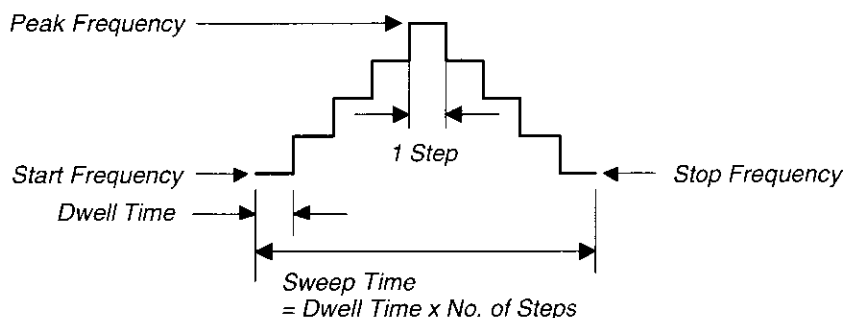 Peak Frequency
1 Step
Start Frequency
Stop Frequency
Dwell Time
Sweep Time
= Dwell Time x No. of Steps